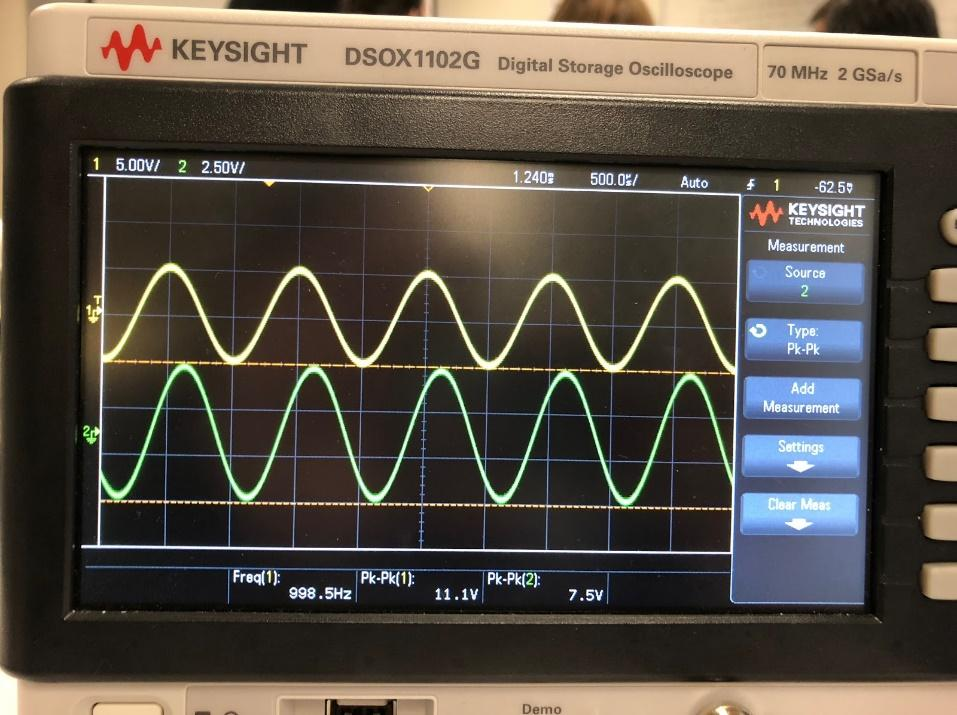 KEYSIGHT DSOX1102G Digital Storage Oscilloscope 70 MHz 2 GSa/s
1 5.00V/ 2 2.50V/ 1.240ms 500.0µs/ Auto 1 -62.5V
KEYSIGHT
TECHNOLOGIES
Measurement
Source
2
Type:
Pk-Pk
Add
Measurement
Settings
Clear Meas
T
1
2
Freq(1):
998.5Hz
Pk-Pk(1):
11.1V
Pk-Pk(2):
7.5V
Demo